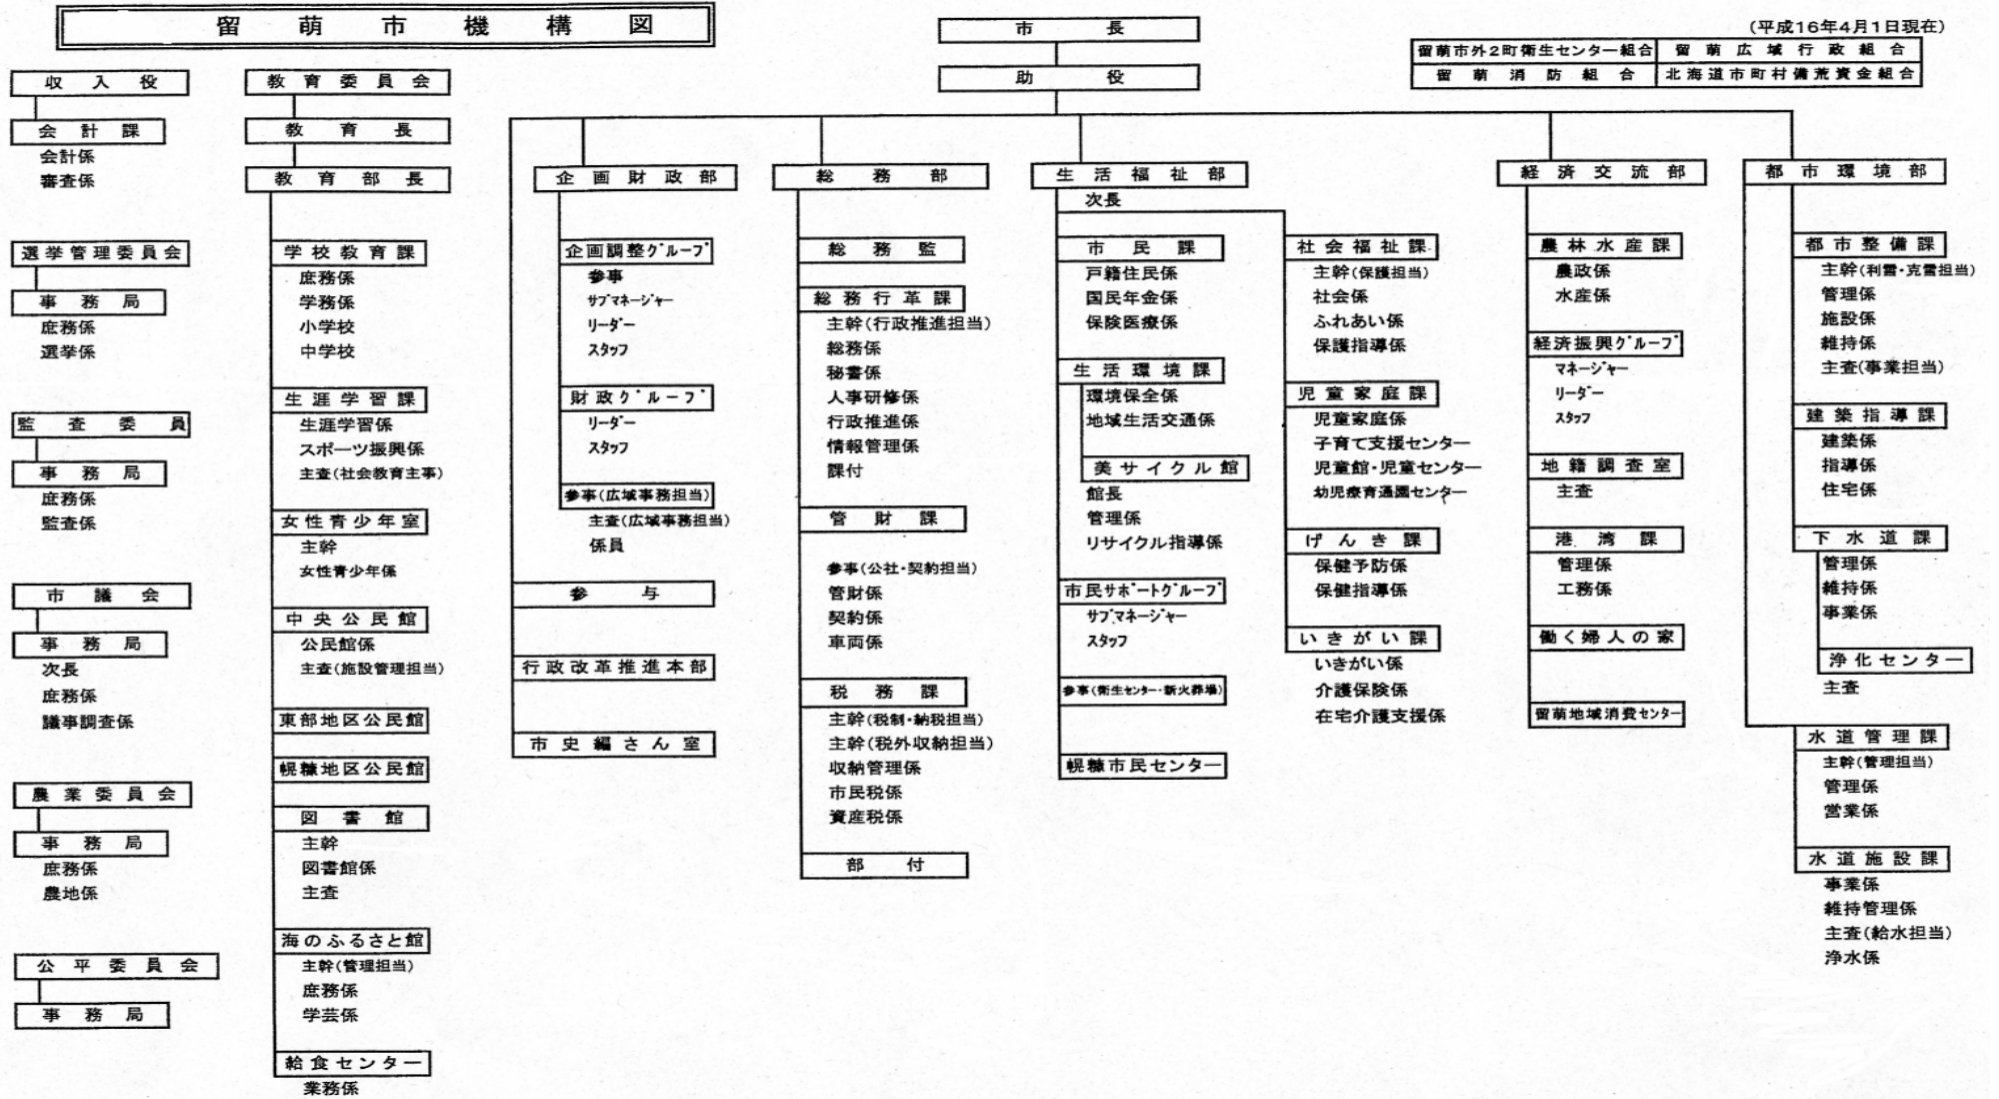 留萌市機構図
市長
助役
(平成16年4月1日現在)
留萌市外2町衛生センター組合
留萌広域行政組合
留萌消防組合
北海道市町村備荒資金組合
収入役
会計課
会計係
審査係
選挙管理委員会
事務局
庶務係
選挙係
監査委員
事務局
庶務係
監査係
市議会
事務局
次長
庶務係
議事調査係
農業委員会
事務局
庶務係
農地係
公平委員会
事務局
教育委員会
教育長
教育部長
学校教育課
庶務係
学務係
小学校
中学校
生涯学習課
生涯学習係
スポーツ振興係
主査(社会教育主事)
女性青少年室
主幹
女性青少年係
中央公民館
公民館係
主査(施設管理担当)
東部地区公民館
幌糠地区公民館
図書館
主幹
図書館係
主査
海のふるさと館
主幹(管理担当)
庶務係
学芸係
給食センター
業務係
企画財政部
企画調整グループ
参事
サブマネージャー
リーダー
スタッフ
財政グループ
リーダー
スタッフ
参事(広域事務担当)
主査(広域事務担当)
係員
参与
行政改革推進本部
市史編さん室
総務部
総務監
総務行革課
主幹(行政推進担当)
総務係
秘書係
人事研修係
行政推進係
情報管理係
課付
管財課
参事(公社・契約担当)
管財係
契約係
車両係
税務課
主幹(税制・納税担当)
主幹(税外収納担当)
収納管理係
市民税係
資産税係
部付
生活福祉部
次長
市民課
戸籍住民係
国民年金係
保険医療係
生活環境課
環境保全係
地域生活交通係
美サイクル館
館長
管理係
リサイクル指導係
市民サポートグループ
サブマネージャー
スタッフ
参事(衛生センター・新火葬場)
幌糠市民センター
社会福祉課
主幹(保護担当)
社会係
ふれあい係
保護指導係
児童家庭課
児童家庭係
子育て支援センター
児童館・児童センター
幼児療育通園センター
げんき課
保健予防係
保健指導係
いきがい課
いきがい係
介護保険係
在宅介護支援係
経済交流部
農林水産課
農政係
水産係
経済振興グループ
マネージャー
リーダー
スタッフ
地籍調査室
主査
港湾課
管理係
工務係
働く婦人の家
留萌地域消費センター
都市環境部
都市整備課
主幹(利雪・克雪担当)
管理係
施設係
維持係
主査(事業担当)
建築指導課
建築係
指導係
住宅係
下水道課
管理係
維持係
事業係
浄化センター
主査
水道管理課
主幹(管理担当)
管理係
営業係
水道施設課
事業係
維持管理係
主査(給水担当)
浄水係